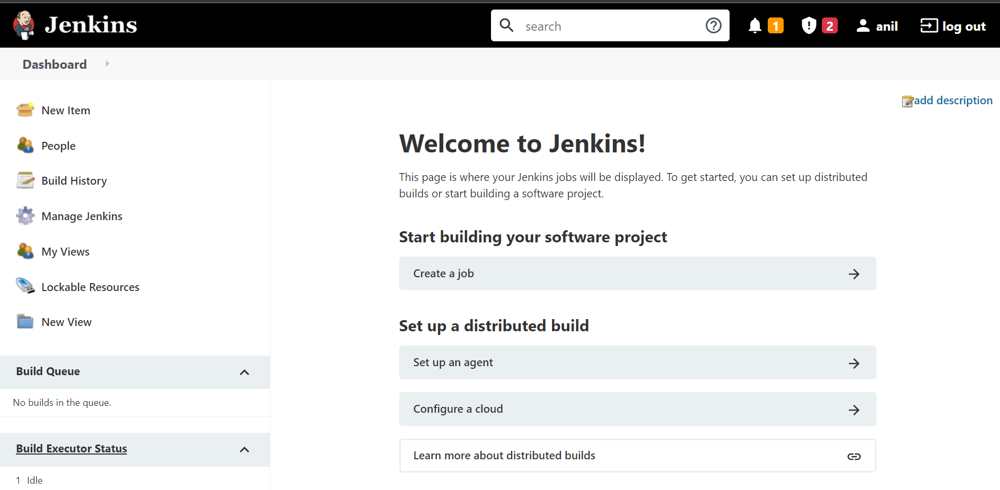 Jenkins
search
1
2
anil
log out
Dashboard
New Item
People
Build History
Manage Jenkins
My Views
Lockable Resources
New View
Build Queue
No builds in the queue.
Build Executor Status
1 Idle
add description
Welcome to Jenkins!
This page is where your Jenkins jobs will be displayed. To get started, you can set up distributed
builds or start building a software project.
Start building your software project
Create a job
Set up a distributed build
Set up an agent
Configure a cloud
Learn more about distributed builds